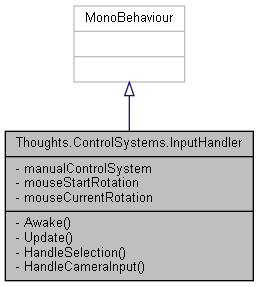 MonoBehaviour
Thoughts.ControlSystems.InputHandler
- manualControlSystem
- mouseStartRotation
- mouseCurrentRotation
- Awake()
- Update()
- HandleSelection()
- HandleCameraInput()